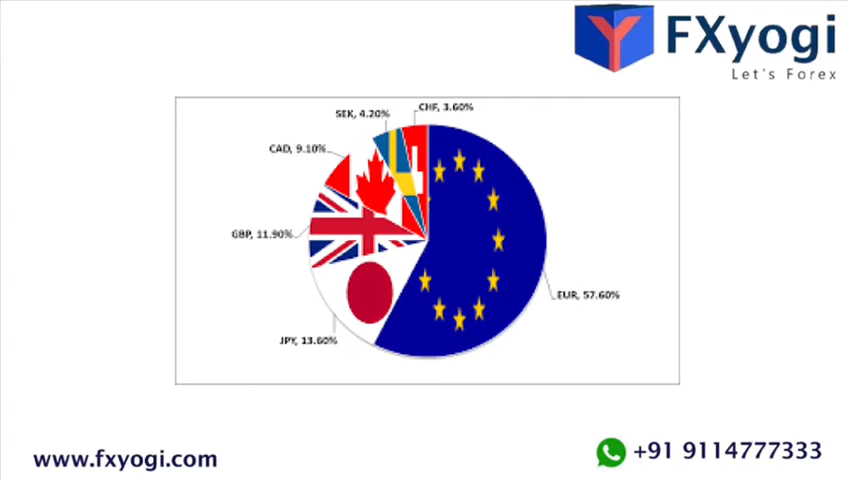 FXyogi
Let's Forex
CHF, 3.60%
SEK, 4.20%
CAD, 9.10%
GBP, 11.90%
EUR, 57.60%
JPY, 13.60%
www.fxyogi.com
+91 9114777333